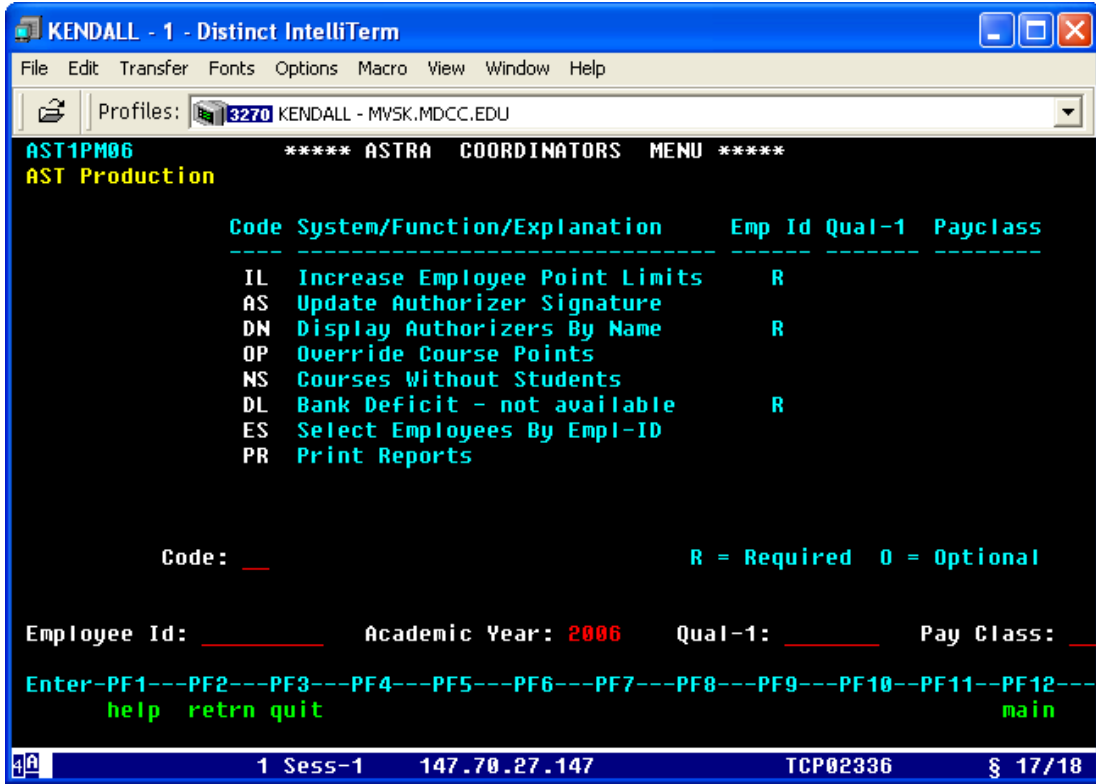 KENDALL - 1 - Distinct IntelliTerm
File Edit Transfer Fonts Options Macro View Window Help
Profiles: 3270 KENDALL - MVSK.MDCC.EDU
AST1PM06 ***** ASTRA COORDINATORS MENU *****
AST Production
Code System/Function/Explanation Emp Id Qual-1 Payclass
---- ------------------------------- ------ ------- --------
IL Increase Employee Point Limits R
AS Update Authorizer Signature
DN Display Authorizers By Name R
OP Override Course Points
NS Courses Without Students
DL Bank Deficit - not available R
ES Select Employees By Empl-ID
PR Print Reports
Code: __ R = Required O = Optional
Employee Id: _________ Academic Year: 2006 Qual-1: _______ Pay Class: __
Enter-PF1---PF2---PF3---PF4---PF5---PF6---PF7---PF8---PF9---PF10--PF11--PF12---
help retrn quit main
4A 1 Sess-1 147.70.27.147 TCP02336 § 17/18